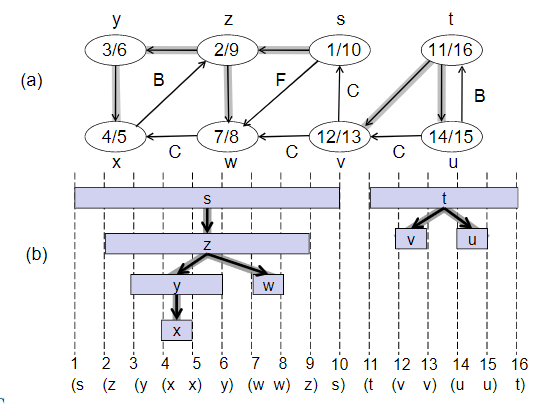 y z s t
3/6 2/9 1/10 11/16
(a) B F C B
4/5 7/8 12/13 14/15
x C w C v C u
s t
(b) z v u
y w
x
1 2 3 4 5 6 7 8 9 10 11 12 13 14 15 16
(s (z (y (x x) y) (w w) z) s) (t (v v) (u u) t)